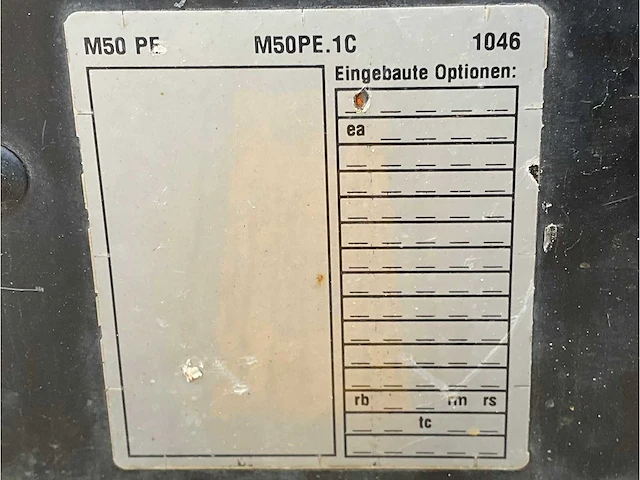 M50 PE M50PE.1C 1046
Eingebaute Optionen:
ea
rb rm rs
tc